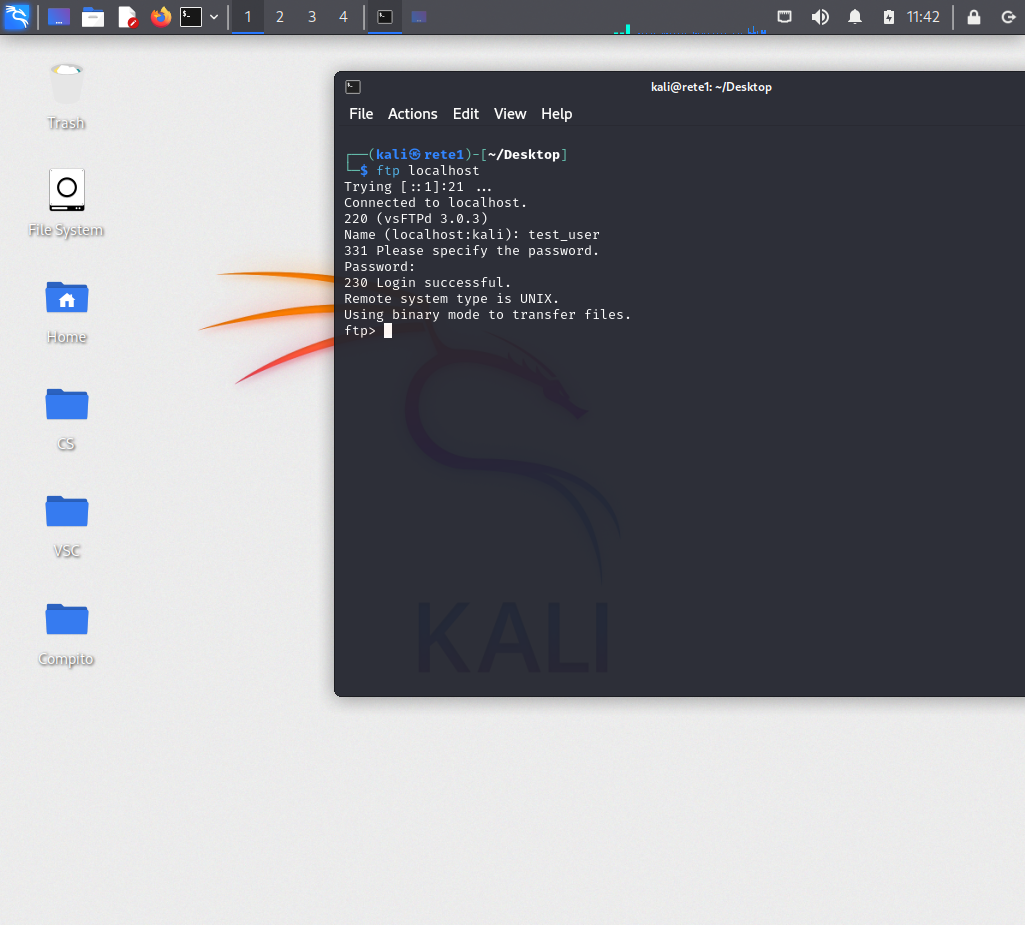 1 2 3 4 11:42
Trash
File System
Home
CS
VSC
Compito
kali@rete1: ~/Desktop
File Actions Edit View Help
┌──(kali㉿rete1)-[~/Desktop]
└─$ ftp localhost
Trying [::1]:21 ...
Connected to localhost.
220 (vsFTPd 3.0.3)
Name (localhost:kali): test_user
331 Please specify the password.
Password:
230 Login successful.
Remote system type is UNIX.
Using binary mode to transfer files.
ftp>
KALI